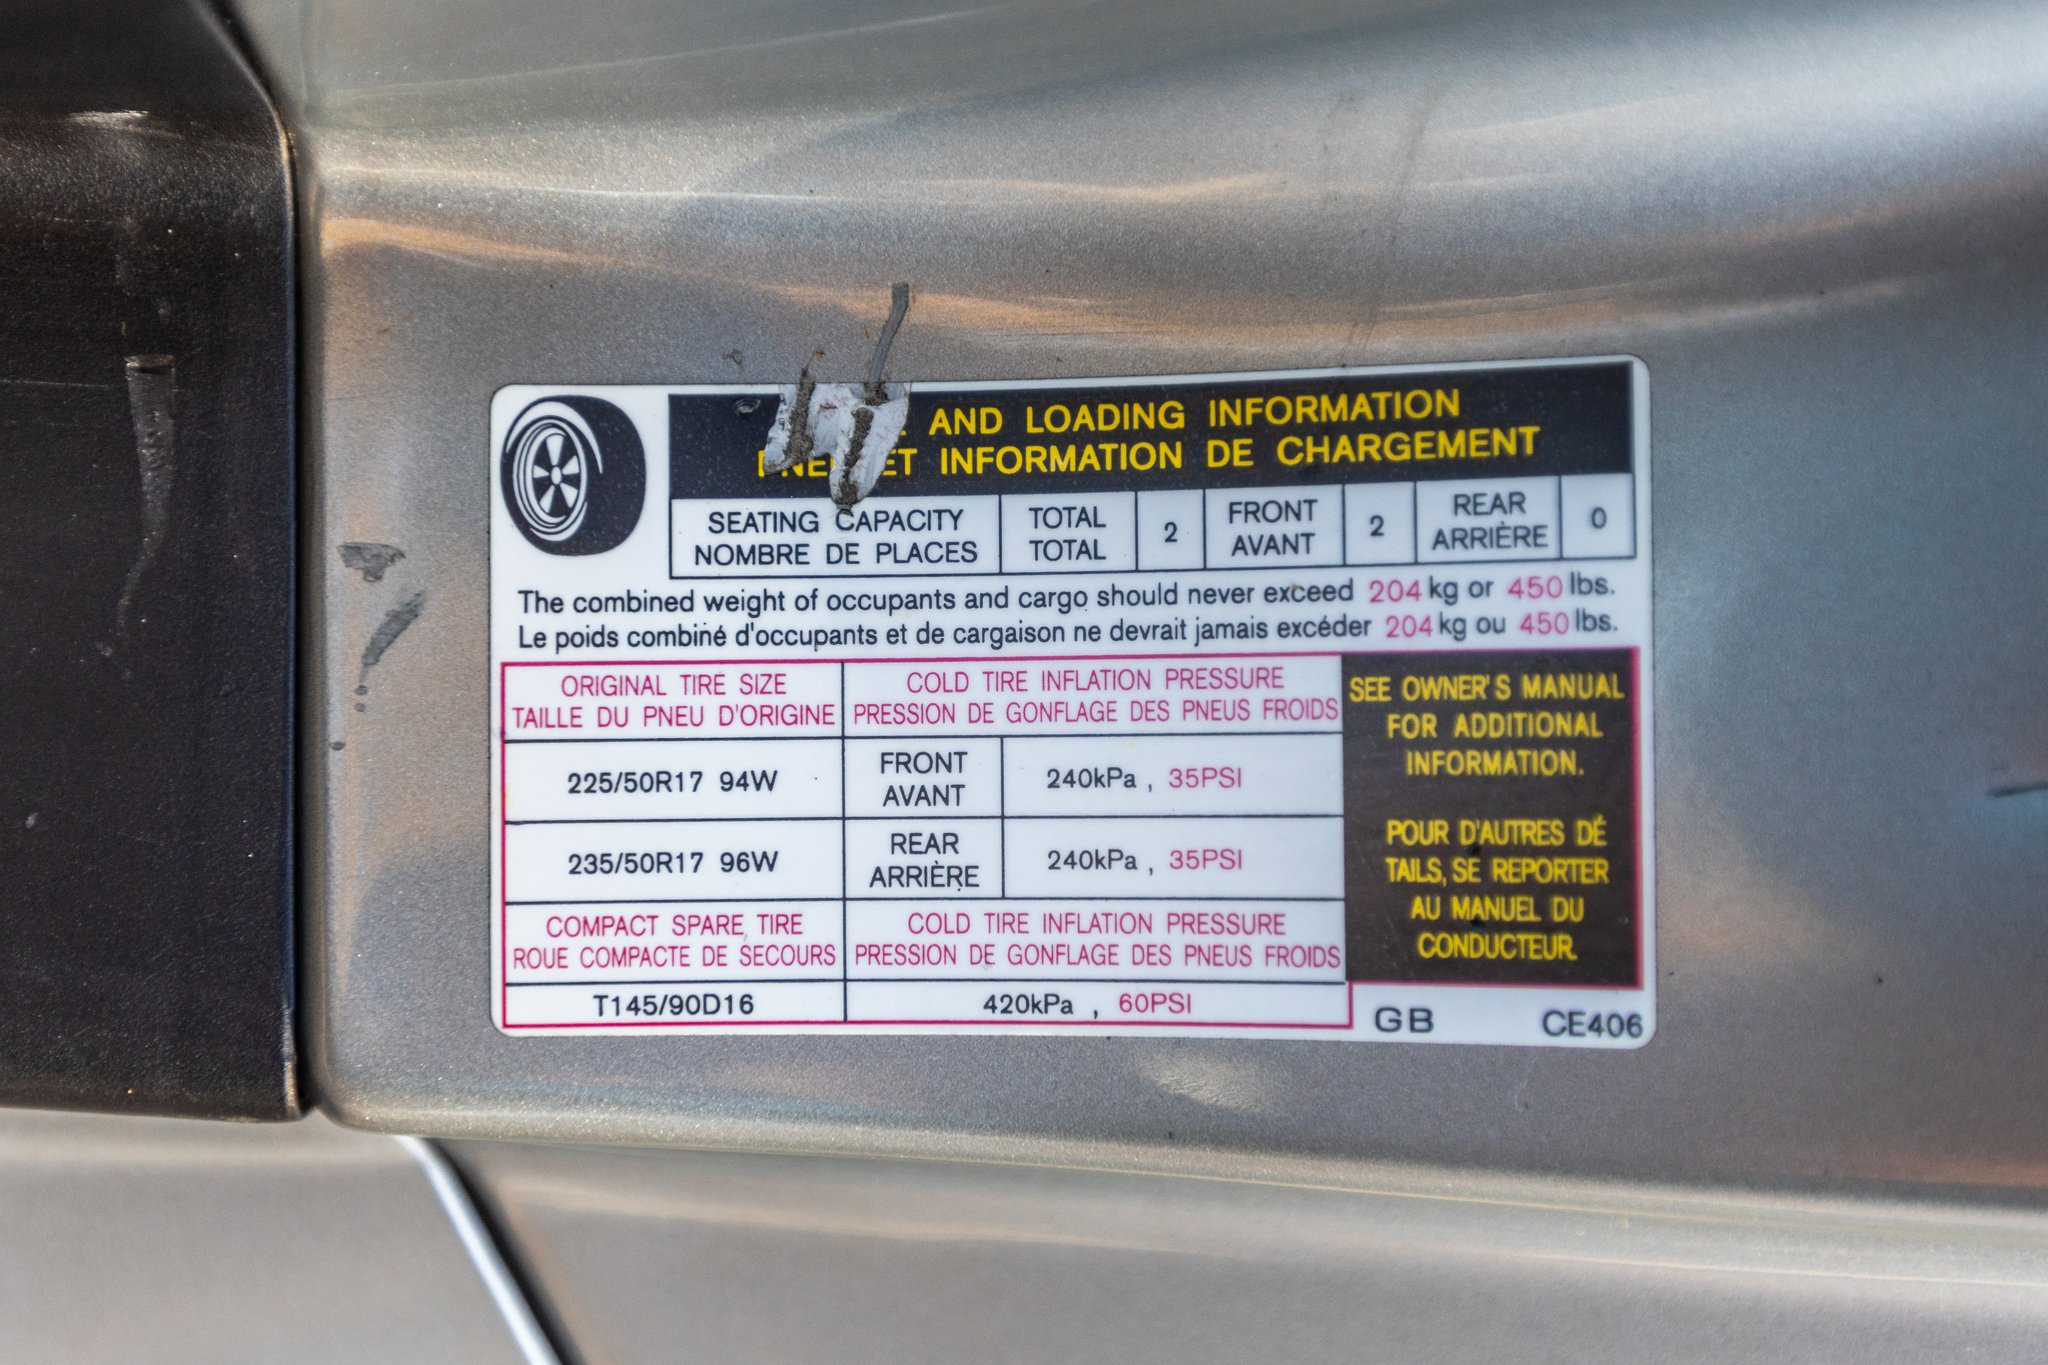 AND LOADING INFORMATION
ET INFORMATION DE CHARGEMENT
SEATING CAPACITY
NOMBRE DE PLACES
TOTAL
TOTAL
2
FRONT
AVANT
2
REAR
ARRIÈRE
0
The combined weight of occupants and cargo should never exceed 204 kg or 450 lbs.
Le poids combiné d'occupants et de cargaison ne devrait jamais excéder 204 kg ou 450 lbs.
ORIGINAL TIRE SIZE
TAILLE DU PNEU D'ORIGINE
COLD TIRE INFLATION PRESSURE
PRESSION DE GONFLAGE DES PNEUS FROIDS
225/50R17 94W
FRONT
AVANT
240kPa , 35PSI
235/50R17 96W
REAR
ARRIÈRE
240kPa , 35PSI
COMPACT SPARE TIRE
ROUE COMPACTE DE SECOURS
COLD TIRE INFLATION PRESSURE
PRESSION DE GONFLAGE DES PNEUS FROIDS
T145/90D16
420kPa , 60PSI
SEE OWNER'S MANUAL
FOR ADDITIONAL
INFORMATION.
POUR D'AUTRES DÉ
TAILS, SE REPORTER
AU MANUEL DU
CONDUCTEUR.
GB
CE406